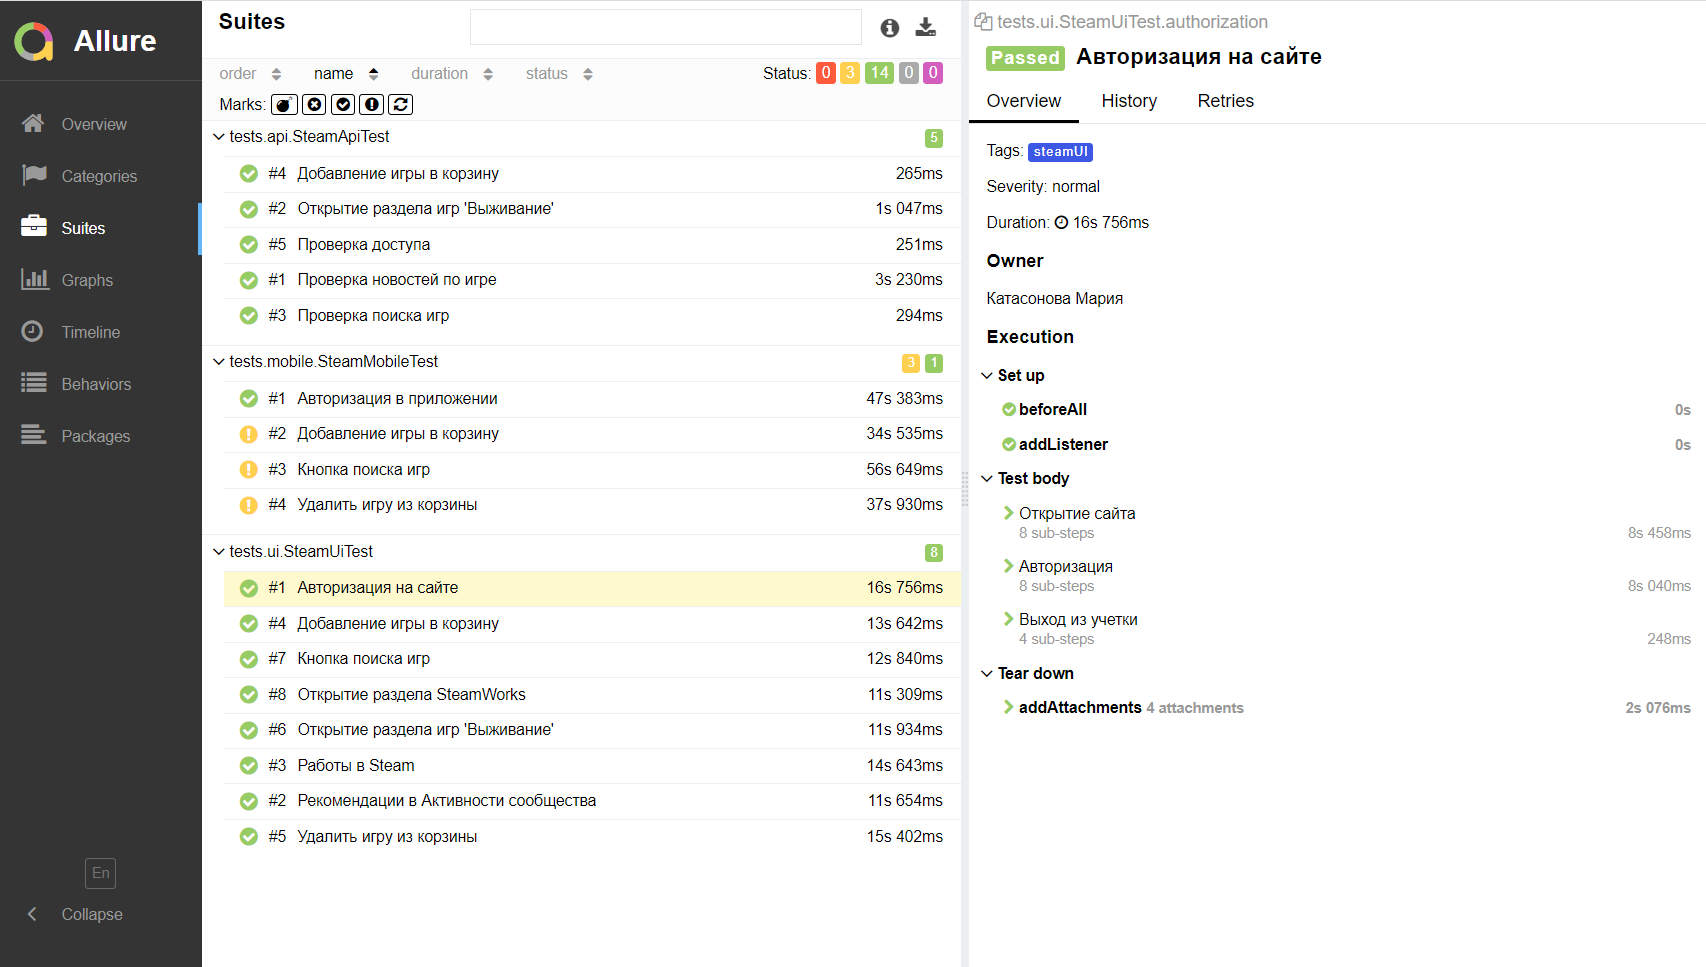 Allure
Overview
Categories
Suites
Graphs
Timeline
Behaviors
Packages
En
Collapse
Suites
order name duration status Status: 0 3 14 0 0
Marks:
tests.api.SteamApiTest 5
#4 Добавление игры в корзину 265ms
#2 Открытие раздела игр 'Выживание' 1s 047ms
#5 Проверка доступа 251ms
#1 Проверка новостей по игре 3s 230ms
#3 Проверка поиска игр 294ms
tests.mobile.SteamMobileTest 3 1
#1 Авторизация в приложении 47s 383ms
#2 Добавление игры в корзину 34s 535ms
#3 Кнопка поиска игр 56s 649ms
#4 Удалить игру из корзины 37s 930ms
tests.ui.SteamUiTest 8
#1 Авторизация на сайте 16s 756ms
#4 Добавление игры в корзину 13s 642ms
#7 Кнопка поиска игр 12s 840ms
#8 Открытие раздела SteamWorks 11s 309ms
#6 Открытие раздела игр 'Выживание' 11s 934ms
#3 Работы в Steam 14s 643ms
#2 Рекомендации в Активности сообщества 11s 654ms
#5 Удалить игру из корзины 15s 402ms
tests.ui.SteamUiTest.authorization
Passed Авторизация на сайте
Overview History Retries
Tags: steamUI
Severity: normal
Duration: 16s 756ms
Owner
Катасонова Мария
Execution
Set up
beforeAll 0s
addListener 0s
Test body
Открытие сайта
8 sub-steps 8s 458ms
Авторизация
8 sub-steps 8s 040ms
Выход из учетки
4 sub-steps 248ms
Tear down
addAttachments 4 attachments 2s 076ms